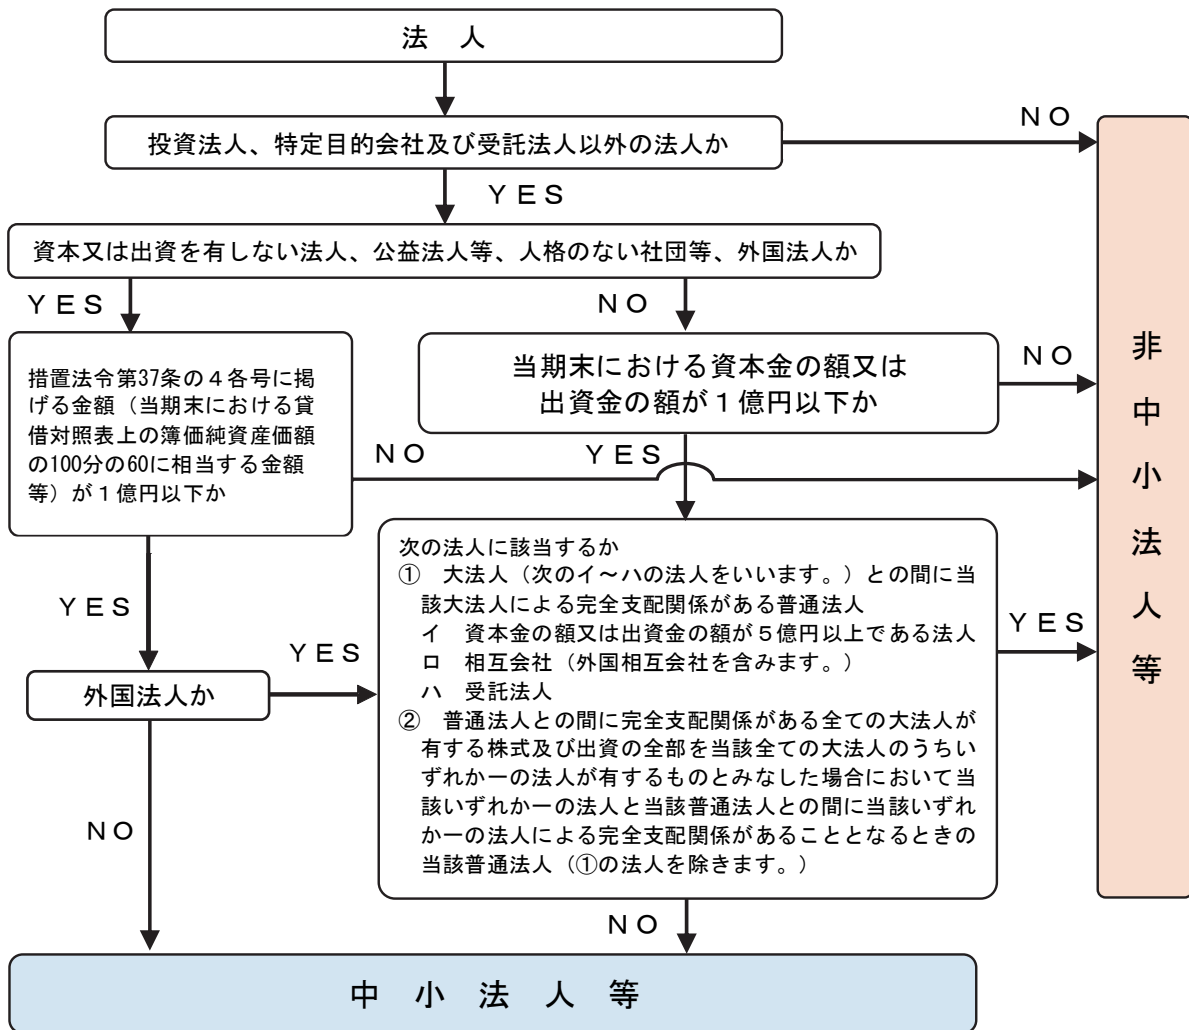 法　人
投資法人、特定目的会社及び受託法人以外の法人か
NO
YES
資本又は出資を有しない法人、公益法人等、人格のない社団等、外国法人か
YES
NO
措置法令第37条の４各号に掲
げる金額（当期末における貸
借対照表上の簿価純資産価額
の100分の60に相当する金額
等）が１億円以下か
当期末における資本金の額又は
出資金の額が１億円以下か
NO
NO
YES
次の法人に該当するか
①　大法人（次のイ～ハの法人をいいます。）との間に当
該大法人による完全支配関係がある普通法人
イ　資本金の額又は出資金の額が５億円以上である法人
ロ　相互会社（外国相互会社を含みます。）
ハ　受託法人
②　普通法人との間に完全支配関係がある全ての大法人が
有する株式及び出資の全部を当該全ての大法人のうちい
ずれか一の法人が有するものとみなした場合において当
該いずれか一の法人と当該普通法人との間に当該いずれ
か一の法人による完全支配関係があることとなるときの
当該普通法人（①の法人を除きます。）
YES
YES
YES
外国法人か
NO
NO
非中小法人等
中小法人等